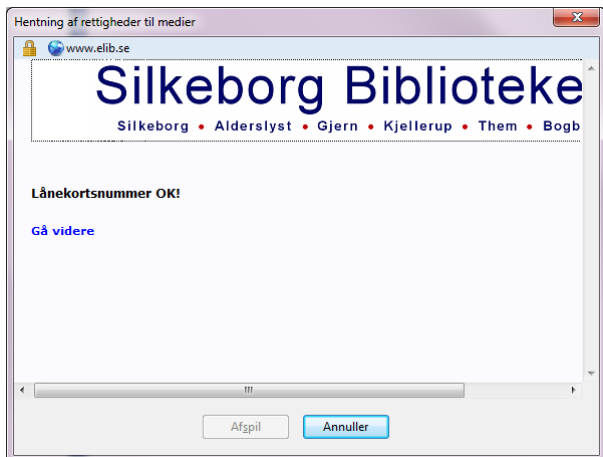 Hentning af rettigheder til medier
www.elib.se
Silkeborg Biblioteke
Silkeborg • Alderslyst • Gjern • Kjellerup • Them • Bogb
Lånekortsnummer OK!
Gå videre
Afspil Annuller